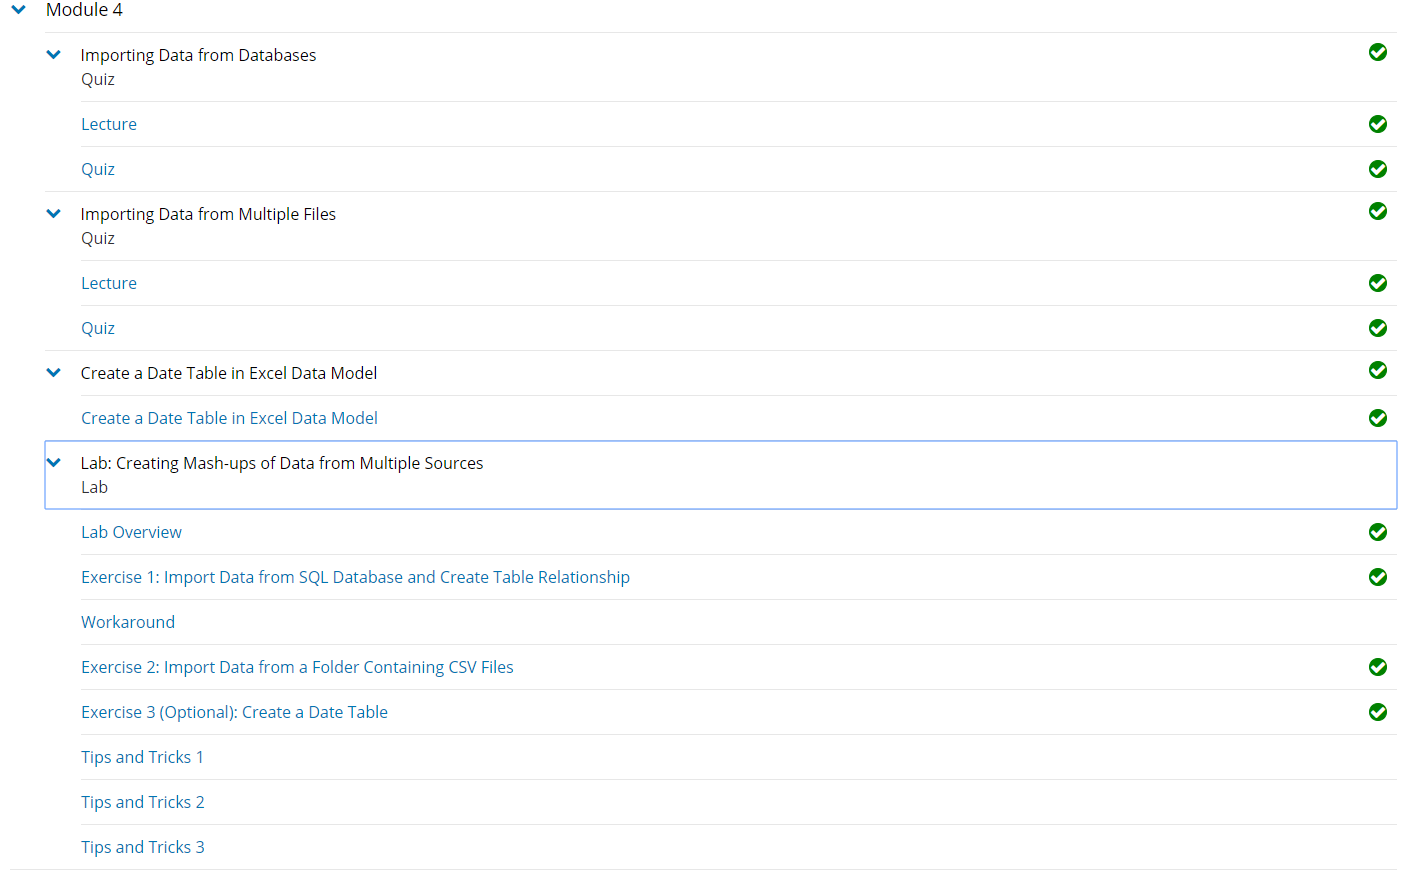 Module 4
Importing Data from Databases
Quiz
Lecture
Quiz
Importing Data from Multiple Files
Quiz
Lecture
Quiz
Create a Date Table in Excel Data Model
Create a Date Table in Excel Data Model
Lab: Creating Mash-ups of Data from Multiple Sources
Lab
Lab Overview
Exercise 1: Import Data from SQL Database and Create Table Relationship
Workaround
Exercise 2: Import Data from a Folder Containing CSV Files
Exercise 3 (Optional): Create a Date Table
Tips and Tricks 1
Tips and Tricks 2
Tips and Tricks 3